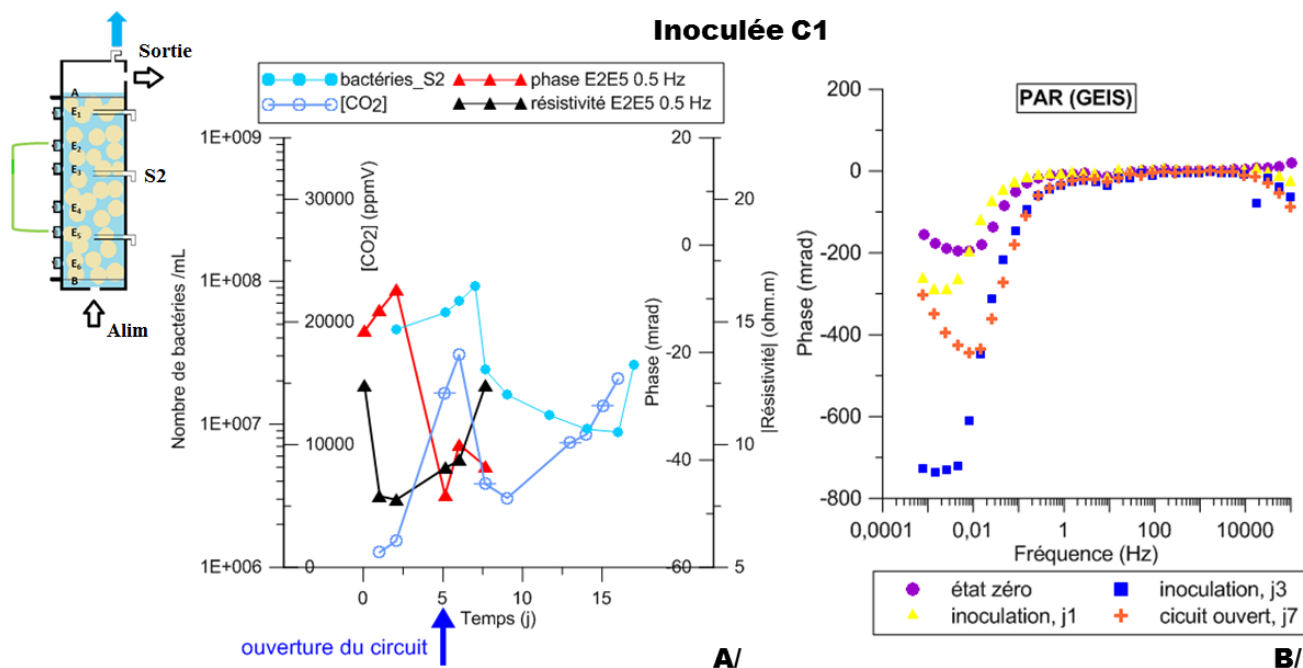 Inoculée C1
Sortie
A
E1
E2
E3
S2
E4
E5
E6
B
Alim
bactéries_S2
phase E2E5 0.5 Hz
[CO2]
résistivité E2E5 0.5 Hz
1E+009
1E+008
1E+007
1E+006
Nombre de bactéries /mL
30000
20000
10000
0
[CO2] (ppmV)
20
0
-20
-40
-60
Phase (mrad)
20
15
10
5
|Résistivité| (ohm.m)
0 5 10 15
Temps (j)
ouverture du circuit
A/
PAR (GEIS)
200
0
-200
-400
-600
-800
Phase (mrad)
0,0001 0,01 1 100 10000
Fréquence (Hz)
état zéro
inoculation, j3
inoculation, j1
cicuit ouvert, j7
B/